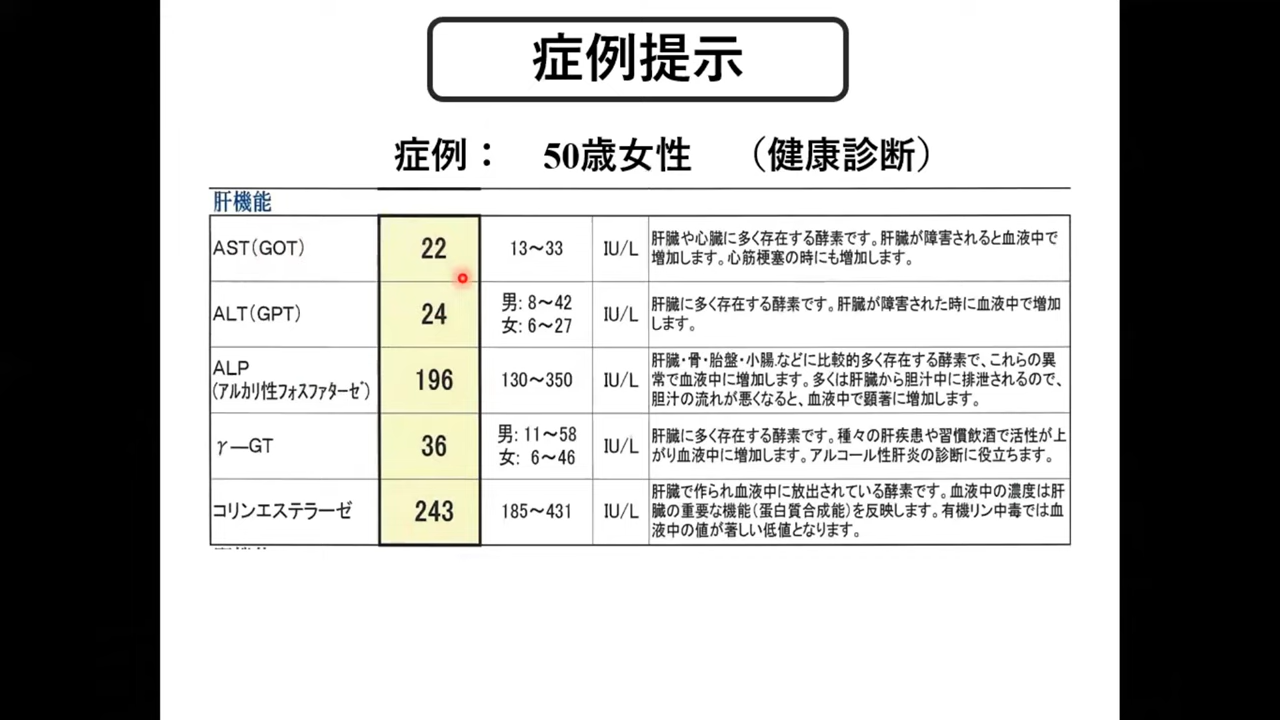 症例提示
症例： 50歳女性 （健康診断）
肝機能
AST(GOT) 22 13～33 IU/L 肝臓や心臓に多く存在する酵素です。肝臓が障害されると血液中で
増加します。心筋梗塞の時にも増加します。
ALT(GPT) 24 男: 8～42 IU/L 肝臓に多く存在する酵素です。肝臓が障害された時に血液中で増加
女: 6～27 します。
ALP
(アルカリ性フォスファターゼ) 196 130～350 IU/L 肝臓・骨・胎盤・小腸などに比較的多く存在する酵素で、これらの異
常で血液中に増加します。多くは肝臓から胆汁中に排泄されるので、
胆汁の流れが悪くなると、血液中で顕著に増加します。
γ―GT 36 男: 11～58 IU/L 肝臓に多く存在する酵素です。種々の肝疾患や習慣飲酒で活性が上
女: 6～46 がり血液中に増加します。アルコール性肝炎の診断に役立ちます。
コリンエステラーゼ 243 185～431 IU/L 肝臓で作られ血液中に放出されている酵素です。血液中の濃度は肝
臓の重要な機能(蛋白質合成能)を反映します。有機リン中毒では血
液中の値が著しい低値となります。